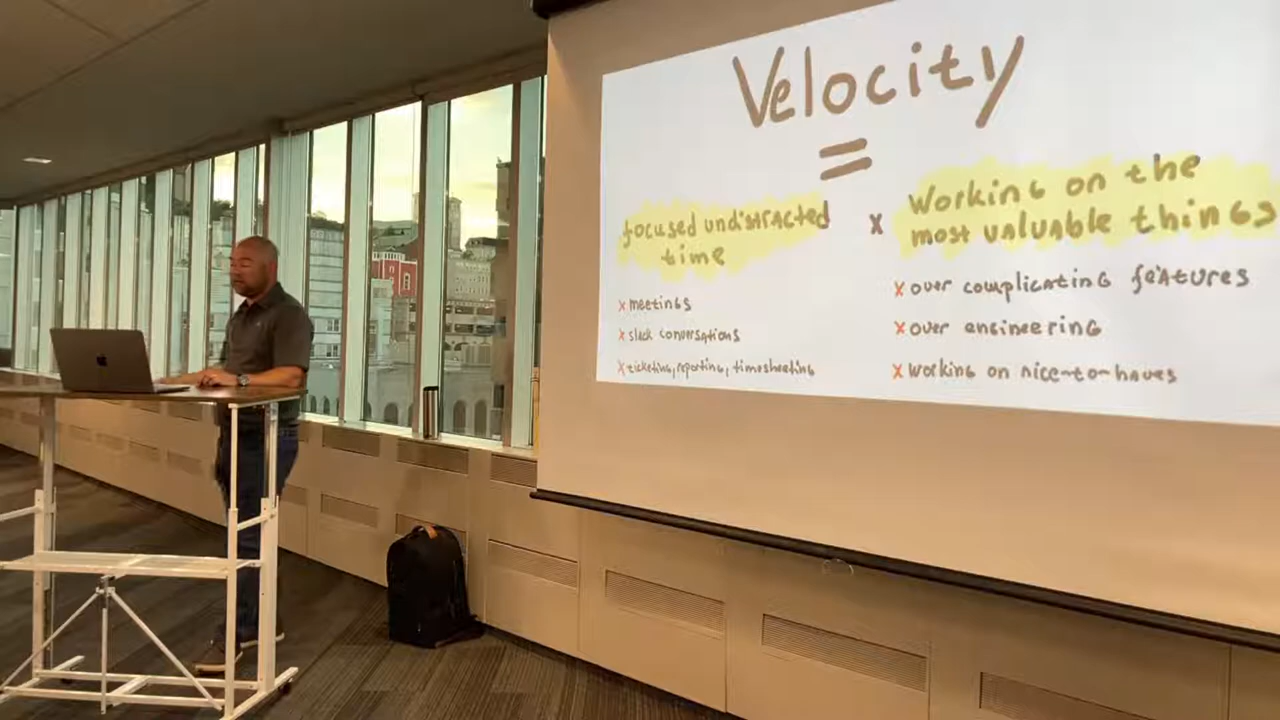 Velocity
=
focused undistracted
time
x
Working on the
most valuable things
x meetings
x slack conversations
x ticketing, reporting, timesheeting
x over complicating features
x over engineering
x working on nice-to-haves